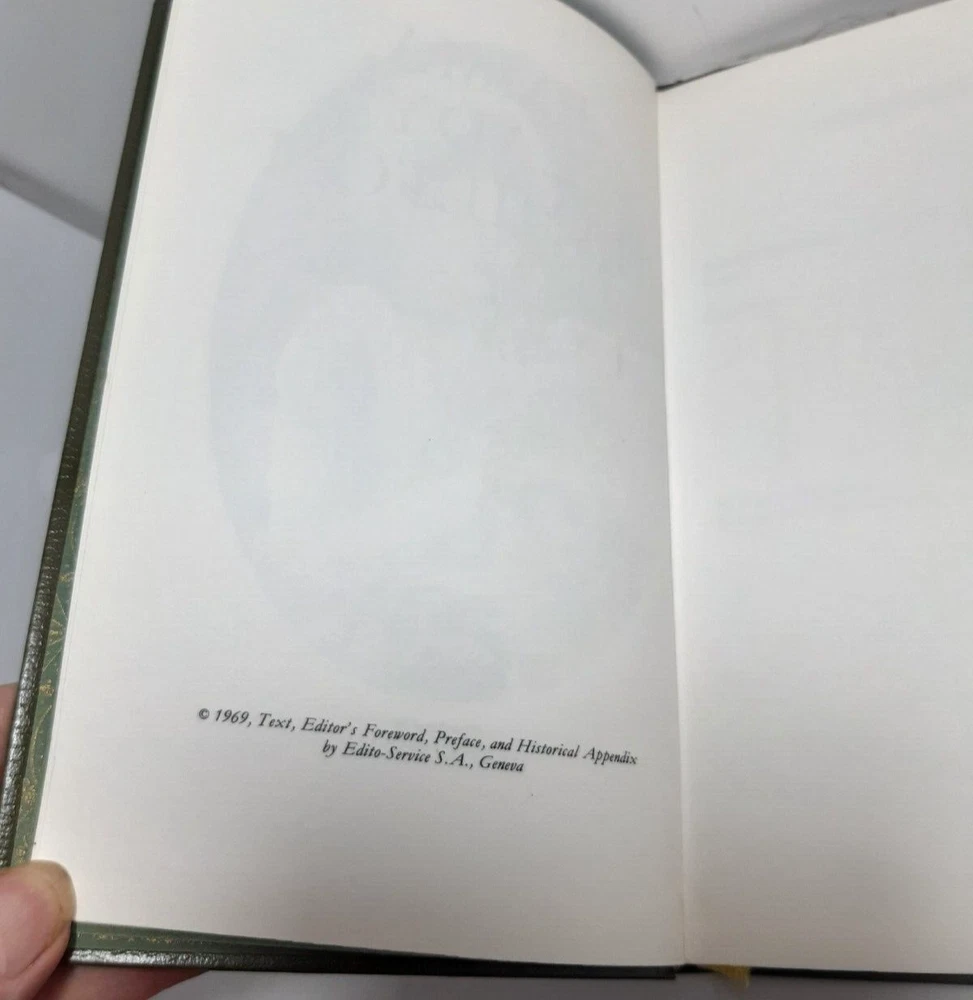 © 1969, Text, Editor's Foreword, Preface, and Historical Appendix
by Edito-Service S.A., Geneva